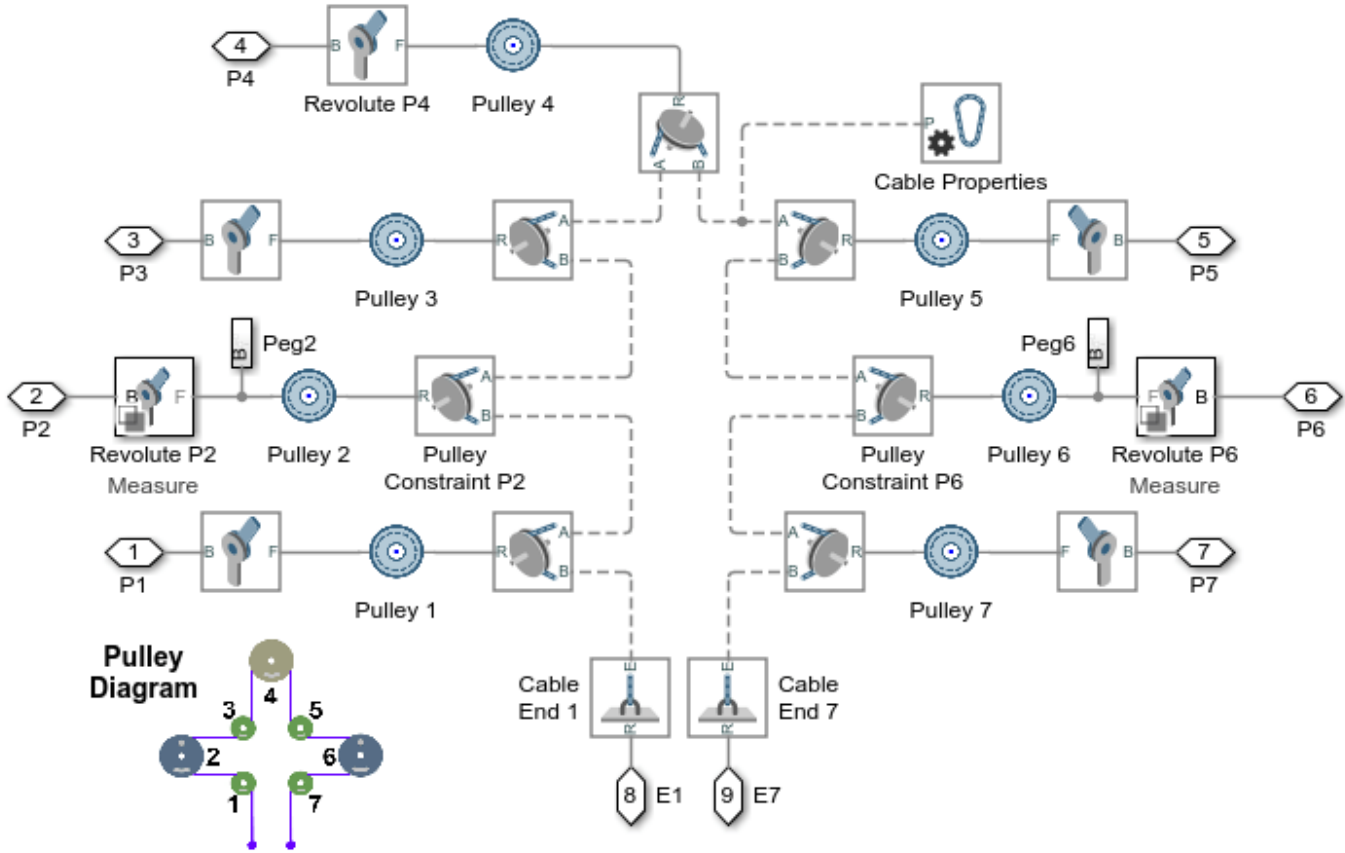 4
P4
B
F
R
A
B
Revolute P4
Pulley 4
P
Cable Properties
3
P3
B
F
R
A
B
Pulley 3
A
B
R
F
B
5
P5
Pulley 5
2
P2
B
F
B
Peg2
R
A
B
Revolute P2
Measure
Pulley 2
Pulley
Constraint P2
A
B
R
Peg6
B
F
B
6
P6
Pulley
Constraint P6
Pulley 6
Revolute P6
Measure
1
P1
B
F
R
A
B
Pulley 1
A
B
R
F
B
7
P7
Pulley 7
Pulley
Diagram
4
3
5
2
6
1
7
Cable
End 1
E
R
E
R
Cable
End 7
8
E1
9
E7